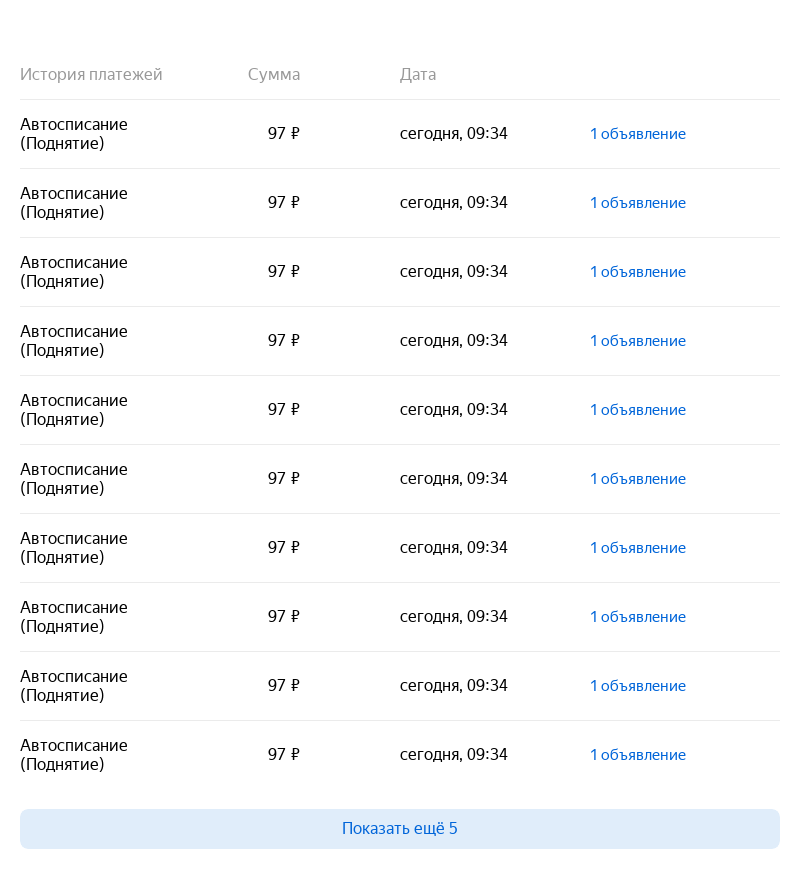 История платежей Сумма Дата
Автосписание
(Поднятие)
97 ₽ сегодня, 09:34 1 объявление
Автосписание
(Поднятие)
97 ₽ сегодня, 09:34 1 объявление
Автосписание
(Поднятие)
97 ₽ сегодня, 09:34 1 объявление
Автосписание
(Поднятие)
97 ₽ сегодня, 09:34 1 объявление
Автосписание
(Поднятие)
97 ₽ сегодня, 09:34 1 объявление
Автосписание
(Поднятие)
97 ₽ сегодня, 09:34 1 объявление
Автосписание
(Поднятие)
97 ₽ сегодня, 09:34 1 объявление
Автосписание
(Поднятие)
97 ₽ сегодня, 09:34 1 объявление
Автосписание
(Поднятие)
97 ₽ сегодня, 09:34 1 объявление
Автосписание
(Поднятие)
97 ₽ сегодня, 09:34 1 объявление
Показать ещё 5